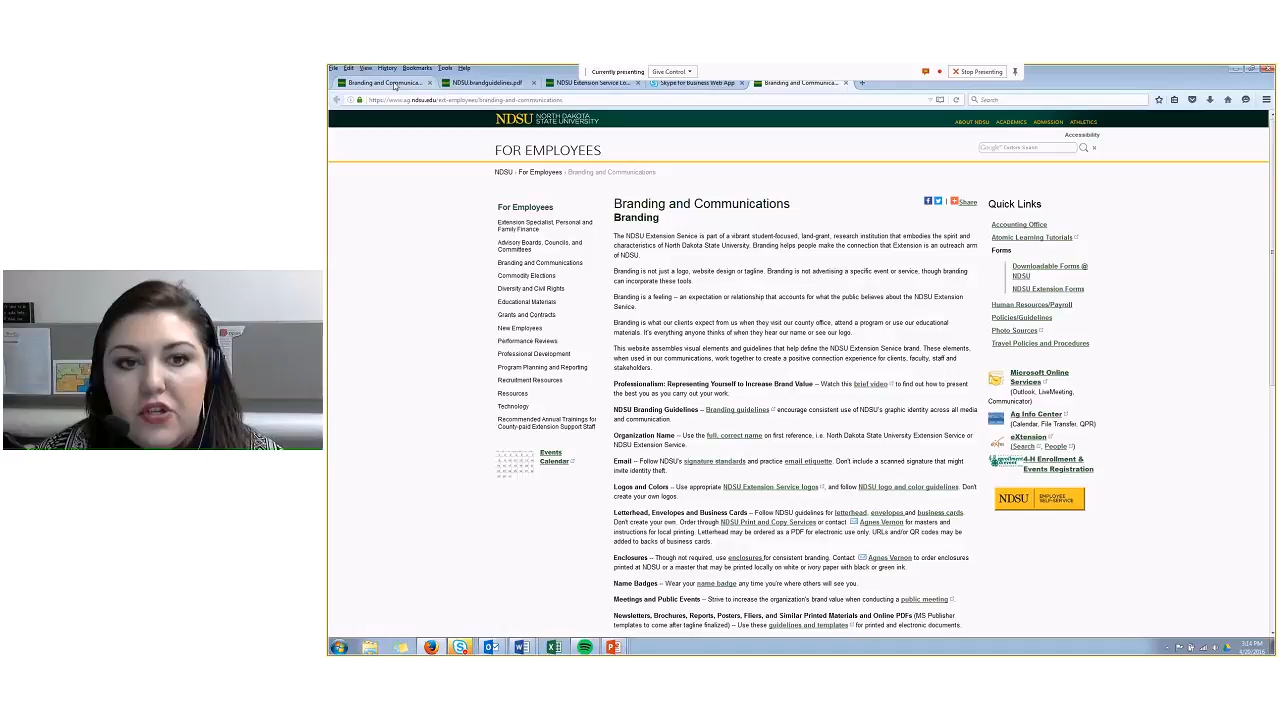 File Edit View History Bookmarks Tools Help
Currently presenting Give Control Stop Presenting
Branding and Communica... NDSU.brandguidelines.pdf NDSU Extension Service Lo... Skype for Business Web App Branding and Communica...
https://www.ag.ndsu.edu/ext-employees/branding-and-communications
Search
NDSU NORTH DAKOTA STATE UNIVERSITY
ABOUT NDSU ACADEMICS ADMISSION ATHLETICS
Accessibility
FOR EMPLOYEES
Google Custom Search
NDSU › For Employees › Branding and Communications
For Employees
Extension Specialist, Personal and
Family Finance
Advisory Boards, Councils, and
Committees
Branding and Communications
Commodity Elections
Diversity and Civil Rights
Educational Materials
Grants and Contracts
New Employees
Performance Reviews
Professional Development
Program Planning and Reporting
Recruitment Resources
Resources
Technology
Recommended Annual Trainings for
County-paid Extension Support Staff
Events
Calendar
Branding and Communications
Share
Branding
The NDSU Extension Service is part of a vibrant student-focused, land-grant, research institution that embodies the spirit and
characteristics of North Dakota State University. Branding helps people make the connection that Extension is an outreach arm
of NDSU.
Branding is not just a logo, website design or tagline. Branding is not advertising a specific event or service, though branding
can incorporate these tools.
Branding is a feeling – an expectation or relationship that accounts for what the public believes about the NDSU Extension
Service.
Branding is what our clients expect from us when they visit our county office, attend a program or use our educational
materials. It's everything anyone thinks of when they hear our name or see our logo.
This website assembles visual elements and guidelines that help define the NDSU Extension Service brand. These elements,
when used in our communications, work together to create a positive connection experience for clients, faculty, staff and
stakeholders.
Professionalism: Representing Yourself to Increase Brand Value – Watch this brief video to find out how to present
the best you as you carry out your work.
NDSU Branding Guidelines – Branding guidelines encourage consistent use of NDSU's graphic identity across all media
and communication.
Organization Name – Use the full, correct name on first reference, i.e. North Dakota State University Extension Service or
NDSU Extension Service.
Email – Follow NDSU's signature standards and practice email etiquette. Don't include a scanned signature that might
invite identity theft.
Logos and Colors – Use appropriate NDSU Extension Service logos, and follow NDSU logo and color guidelines. Don't
create your own logos.
Letterhead, Envelopes and Business Cards – Follow NDSU guidelines for letterhead, envelopes and business cards.
Don't create your own. Order through NDSU Print and Copy Services or contact Agnes Vernon for masters and
instructions for local printing. Letterhead may be ordered as a PDF for electronic use only. URLs and/or QR codes may be
added to backs of business cards.
Enclosures – Though not required, use enclosures for consistent branding. Contact Agnes Vernon to order enclosures
printed at NDSU or a master that may be printed locally on white or ivory paper with black or green ink.
Name Badges – Wear your name badge any time you're where others will see you.
Meetings and Public Events – Strive to increase the organization's brand value when conducting a public meeting.
Newsletters, Brochures, Reports, Posters, Fliers, and Similar Printed Materials and Online PDFs (MS Publisher
templates to come after tagline finalized) – Use these guidelines and templates for printed and electronic documents.
Quick Links
Accounting Office
Atomic Learning Tutorials
Forms
Downloadable Forms @
NDSU
NDSU Extension Forms
Human Resources/Payroll
Policies/Guidelines
Photo Sources
Travel Policies and Procedures
Microsoft Online
Services
(Outlook, LiveMeeting,
Communicator)
Ag Info Center
(Calendar, File Transfer, QPR)
eXtension
(Search, People)
4-H Enrollment &
Events Registration
NDSU EMPLOYEE SELF-SERVICE
3:14 PM
4/20/2016